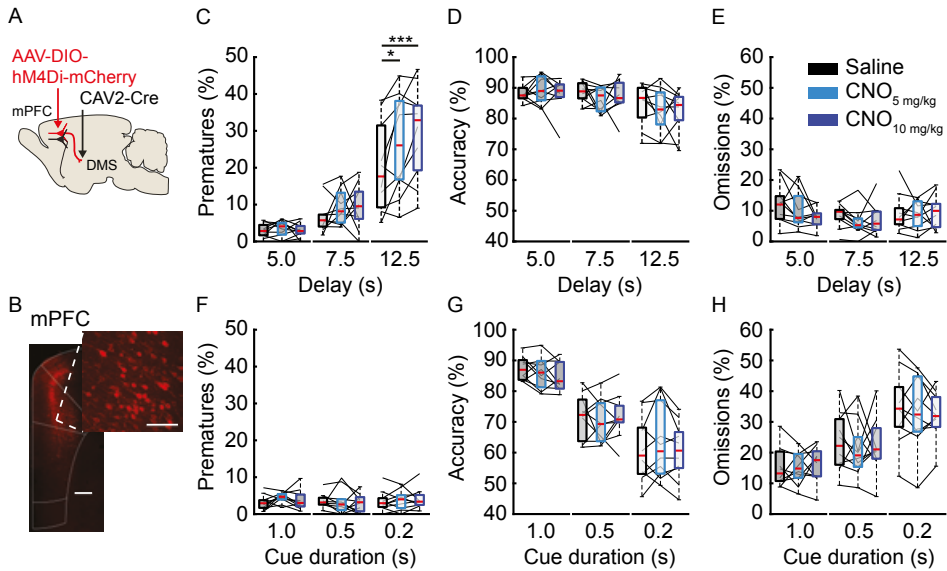 A
AAV-DIO-
hM4Di-mCherry
CAV2-Cre
mPFC
DMS
B
mPFC
C
Prematures (%)
50
40
30
20
10
0
*
***
5.0 7.5 12.5
Delay (s)
D
Accuracy (%)
100
90
80
70
60
50
40
5.0 7.5 12.5
Delay (s)
E
Omissions (%)
60
50
40
30
20
10
0
Saline
CNO5 mg/kg
CNO10 mg/kg
5.0 7.5 12.5
Delay (s)
F
Prematures (%)
50
40
30
20
10
0
1.0 0.5 0.2
Cue duration (s)
G
Accuracy (%)
100
90
80
70
60
50
40
1.0 0.5 0.2
Cue duration (s)
H
Omissions (%)
60
50
40
30
20
10
0
1.0 0.5 0.2
Cue duration (s)